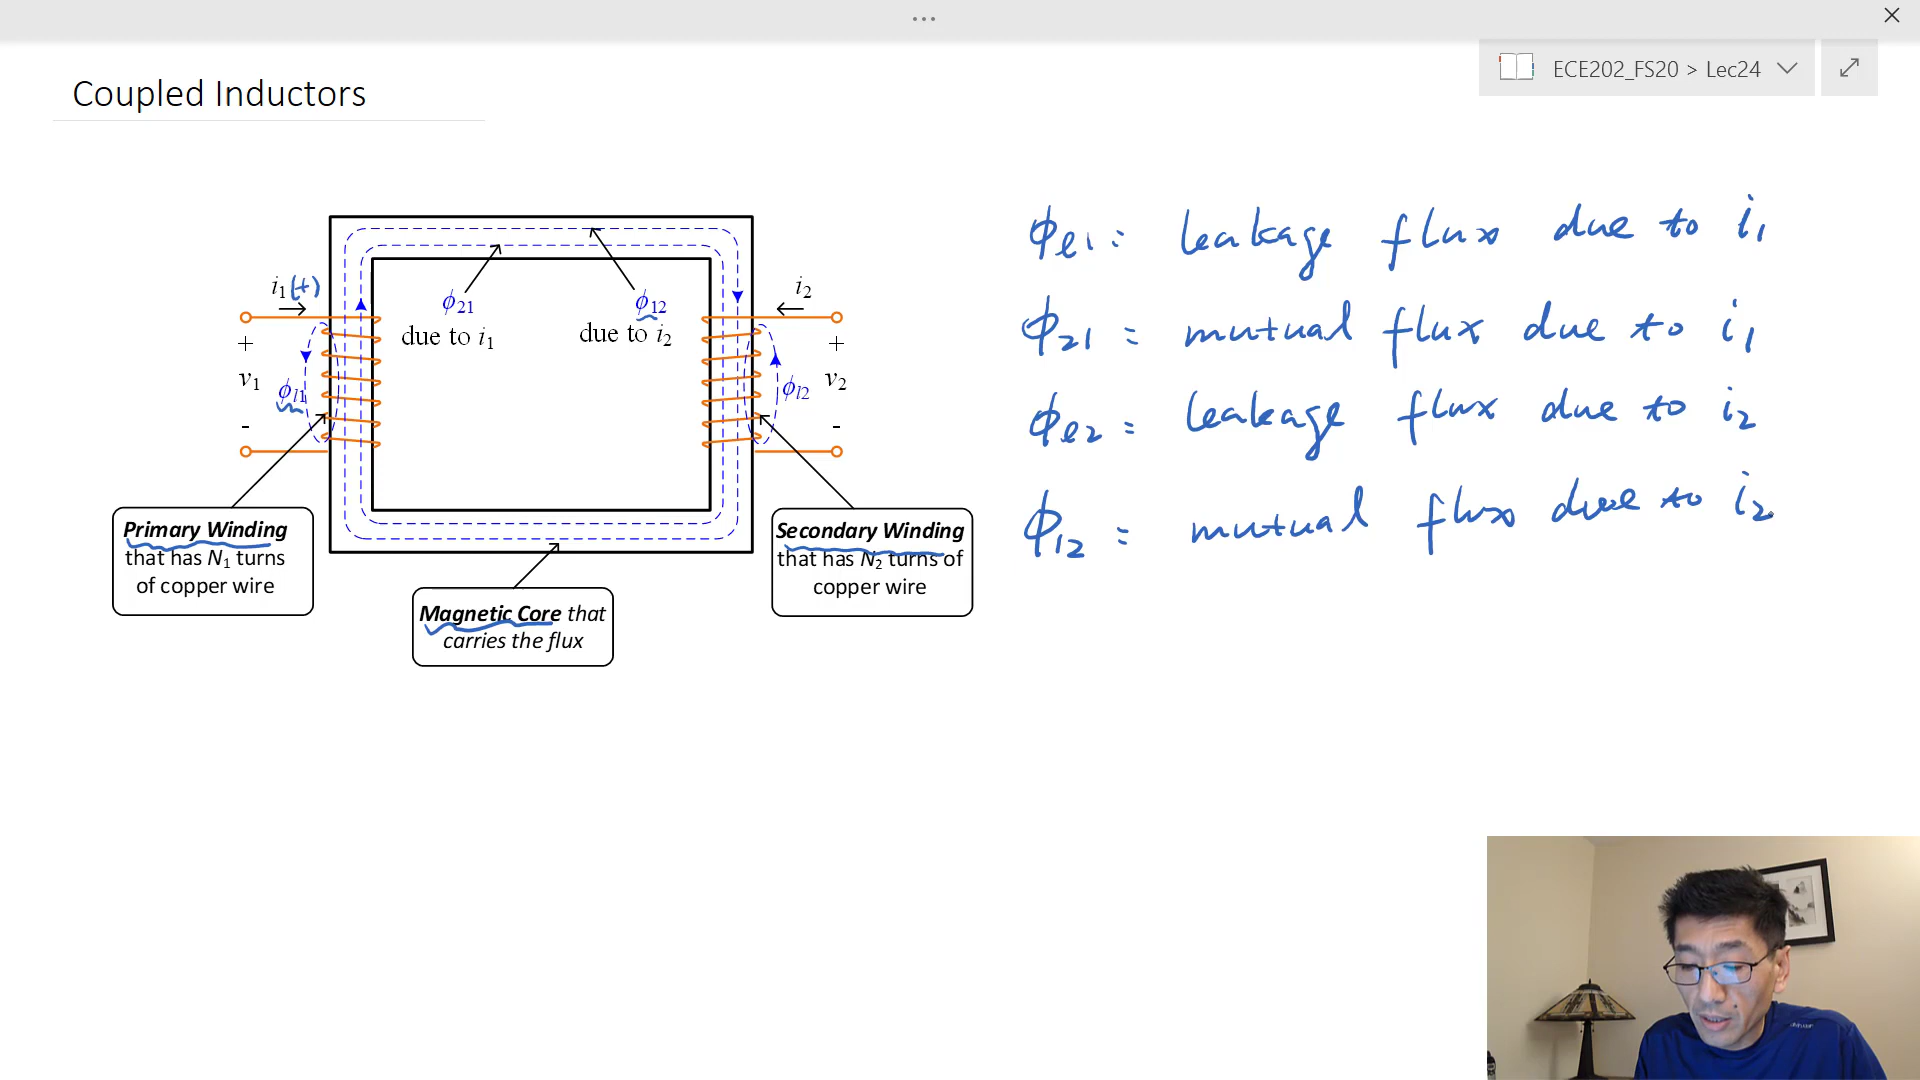 ...
ECE202_FS20 > Lec24
Coupled Inductors
i1(+)
i2
ϕ21
due to i1
ϕ12
due to i2
+
v1
-
ϕl1
ϕl2
+
v2
-
Primary Winding
that has N1 turns
of copper wire
Magnetic Core that
carries the flux
Secondary Winding
that has N2 turns of
copper wire
ϕl1 : leakage flux due to i1
ϕ21 : mutual flux due to i1
ϕl2 : leakage flux due to i2
ϕ12 : mutual flux due to i2